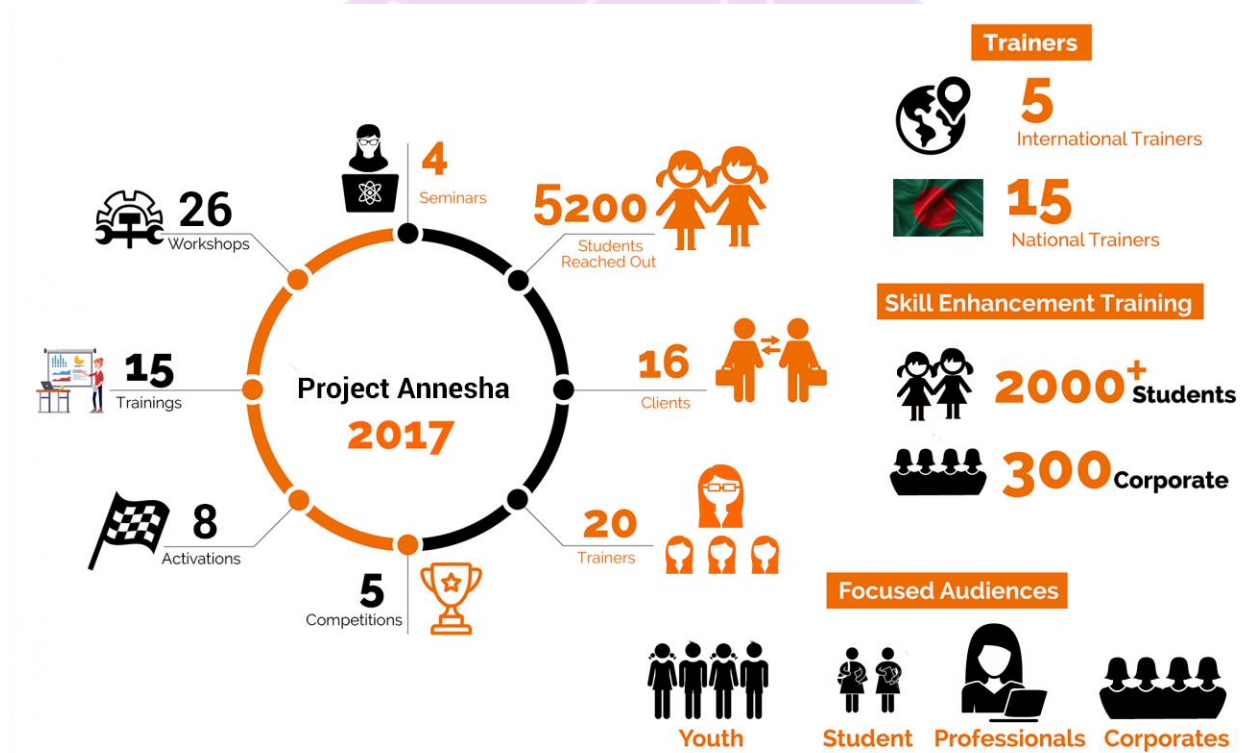 Project Annesha
2017
4
Seminars
5200
Students
Reached Out
16
Clients
20
Trainers
5
Competitions
8
Activations
15
Trainings
26
Workshops
Trainers
5
International Trainers
15
National Trainers
Skill Enhancement Training
2000+ Students
300 Corporate
Focused Audiences
Youth
Student
Professionals
Corporates